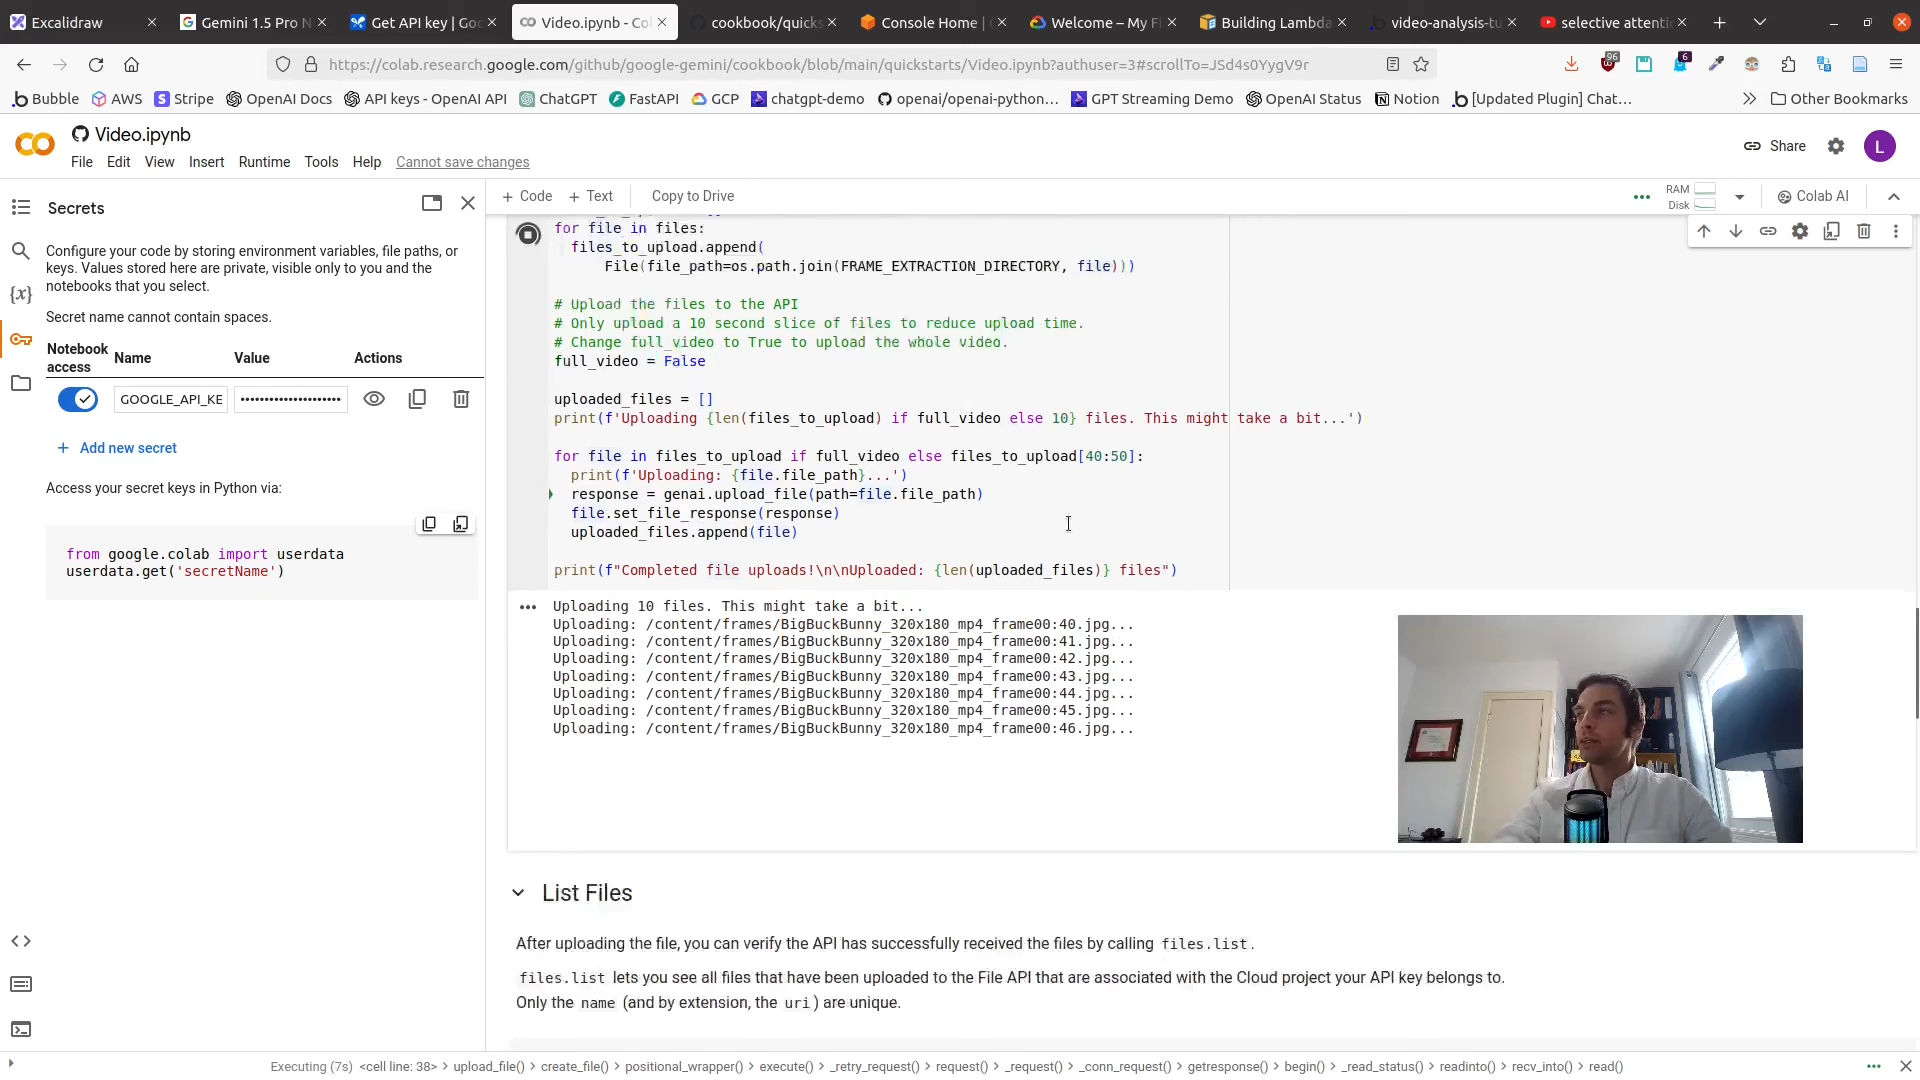 Excalidraw
Gemini 1.5 Pro N
Get API key | Goo
Video.ipynb - Col
cookbook/quicks
Console Home | C
Welcome – My Fi
Building Lambda
video-analysis-tu
selective attenti
https://colab.research.google.com/github/google-gemini/cookbook/blob/main/quickstarts/Video.ipynb?authuser=3#scrollTo=JSd4s0YygV9r
96
6
Bubble
AWS
Stripe
OpenAI Docs
API keys - OpenAI API
ChatGPT
FastAPI
GCP
chatgpt-demo
openai/openai-python…
GPT Streaming Demo
OpenAI Status
Notion
[Updated Plugin] Chat…
Other Bookmarks
Video.ipynb
File Edit View Insert Runtime Tools Help Cannot save changes
Share
L
Secrets
Configure your code by storing environment variables, file paths, or
keys. Values stored here are private, visible only to you and the
notebooks that you select.
Secret name cannot contain spaces.
Notebook
access
Name Value Actions
GOOGLE_API_KE ••••••••••••••••••••
+ Add new secret
Access your secret keys in Python via:
from google.colab import userdata
userdata.get('secretName')
+ Code + Text Copy to Drive
RAM
Disk
Colab AI
for file in files:
files_to_upload.append(
File(file_path=os.path.join(FRAME_EXTRACTION_DIRECTORY, file)))
# Upload the files to the API
# Only upload a 10 second slice of files to reduce upload time.
# Change full_video to True to upload the whole video.
full_video = False
uploaded_files = []
print(f'Uploading {len(files_to_upload) if full_video else 10} files. This might take a bit...')
for file in files_to_upload if full_video else files_to_upload[40:50]:
print(f'Uploading: {file.file_path}...')
response = genai.upload_file(path=file.file_path)
file.set_file_response(response)
uploaded_files.append(file)
print(f"Completed file uploads!\n\nUploaded: {len(uploaded_files)} files")
Uploading 10 files. This might take a bit...
Uploading: /content/frames/BigBuckBunny_320x180_mp4_frame00:40.jpg...
Uploading: /content/frames/BigBuckBunny_320x180_mp4_frame00:41.jpg...
Uploading: /content/frames/BigBuckBunny_320x180_mp4_frame00:42.jpg...
Uploading: /content/frames/BigBuckBunny_320x180_mp4_frame00:43.jpg...
Uploading: /content/frames/BigBuckBunny_320x180_mp4_frame00:44.jpg...
Uploading: /content/frames/BigBuckBunny_320x180_mp4_frame00:45.jpg...
Uploading: /content/frames/BigBuckBunny_320x180_mp4_frame00:46.jpg...
List Files
After uploading the file, you can verify the API has successfully received the files by calling files.list.
files.list lets you see all files that have been uploaded to the File API that are associated with the Cloud project your API key belongs to.
Only the name (and by extension, the uri) are unique.
Executing (7s) <cell line: 38> > upload_file() > create_file() > positional_wrapper() > execute() > _retry_request() > request() > _request() > _conn_request() > getresponse() > begin() > _read_status() > readinto() > recv_into() > read()